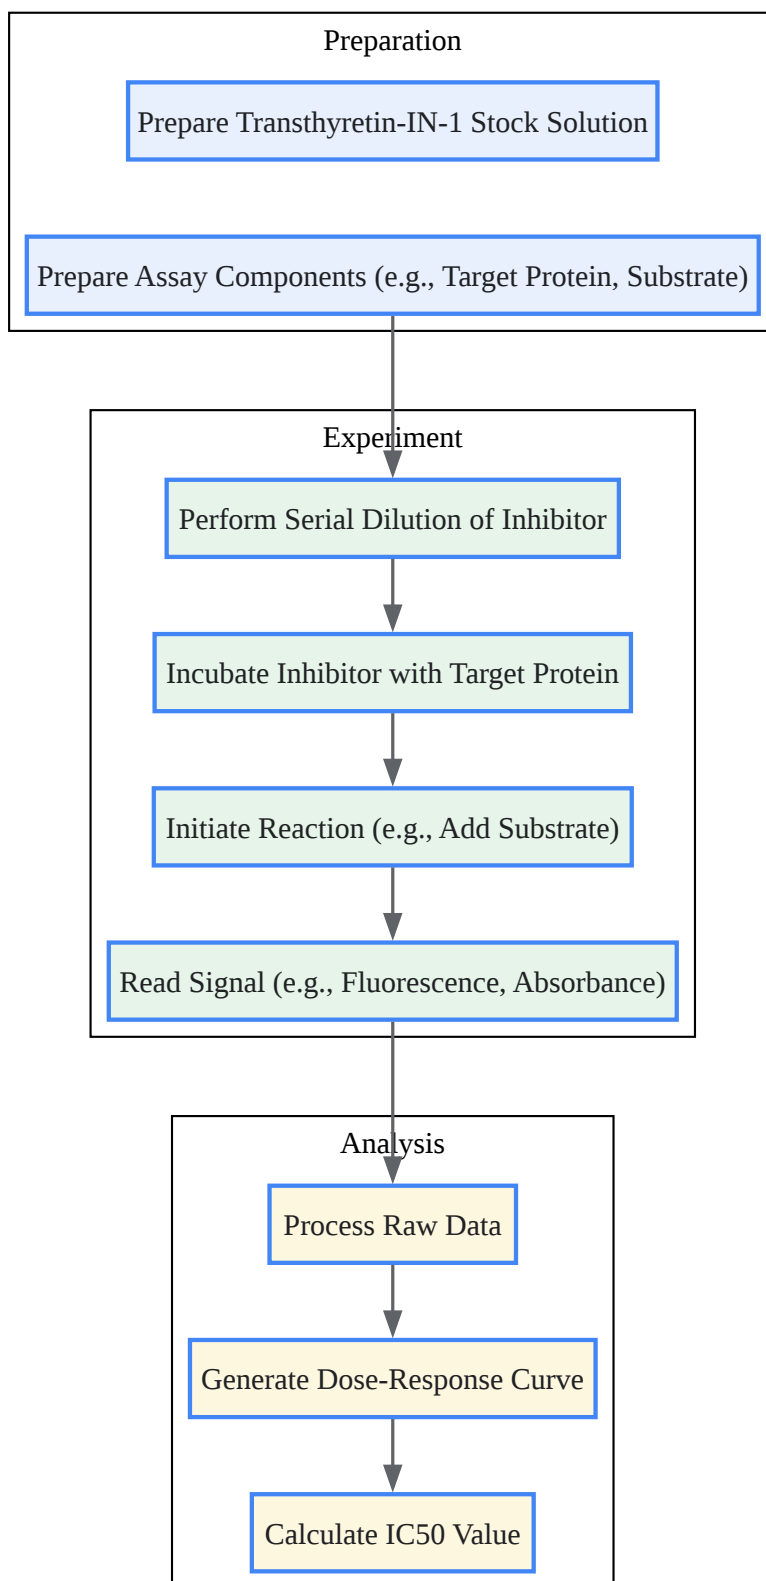 Preparation
Prepare Transthyretin-IN-1 Stock Solution
Prepare Assay Components (e.g., Target Protein, Substrate)
Experiment
Perform Serial Dilution of Inhibitor
Incubate Inhibitor with Target Protein
Initiate Reaction (e.g., Add Substrate)
Read Signal (e.g., Fluorescence, Absorbance)
Analysis
Process Raw Data
Generate Dose-Response Curve
Calculate IC50 Value